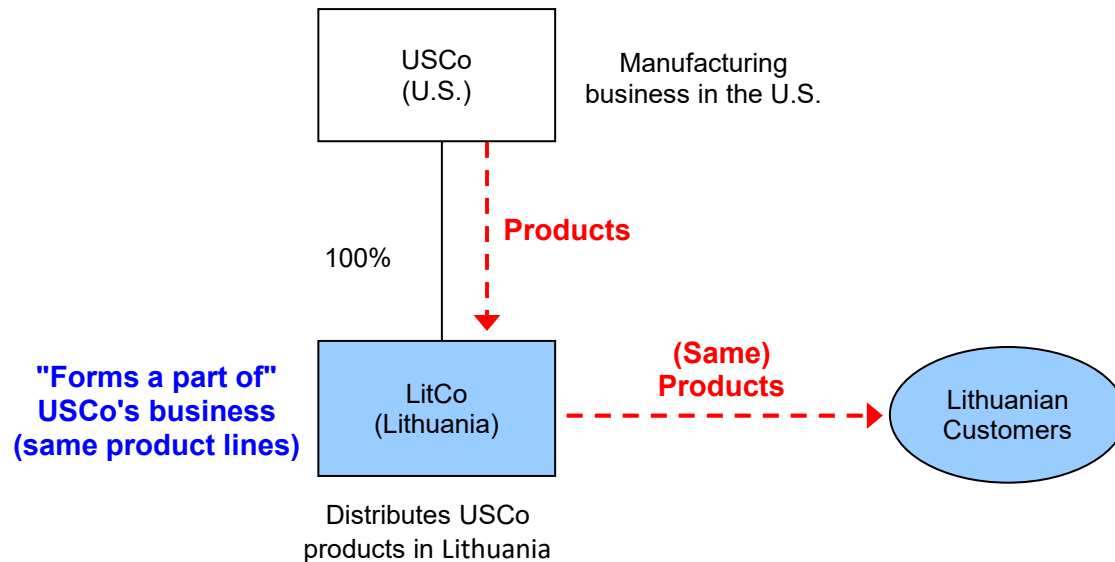 USCo
(U.S.)
Manufacturing
business in the U.S.
Products
100%
"Forms a part of"
USCo's business
(same product lines)
LitCo
(Lithuania)
(Same)
Products
Lithuanian
Customers
Distributes USCo
products in Lithuania